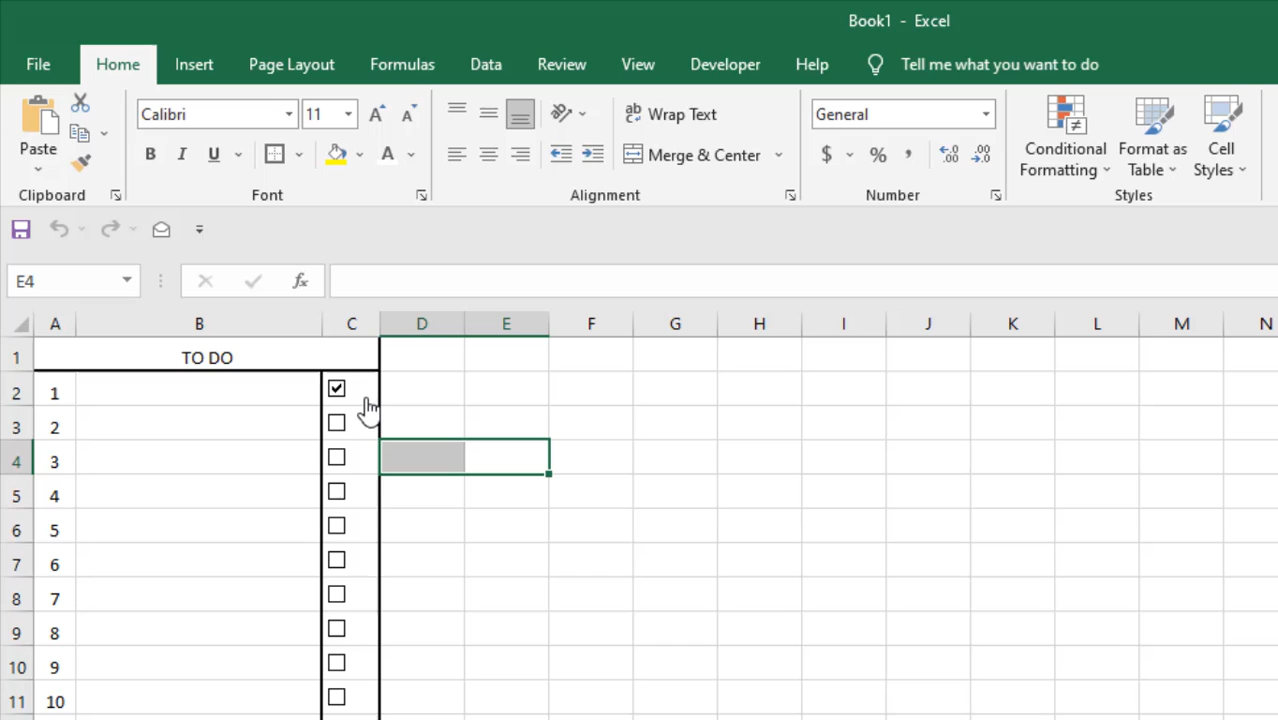 Book1 - Excel
File Home Insert Page Layout Formulas Data Review View Developer Help Tell me what you want to do
Calibri 11 Wrap Text General
Paste B I U A Merge & Center $ % , Conditional Formatting Format as Table Cell Styles
Clipboard Font Alignment Number Styles
E4 fx
A B C D E F G H I J K L M N
1 TO DO
2 1
3 2
4 3
5 4
6 5
7 6
8 7
9 8
10 9
11 10